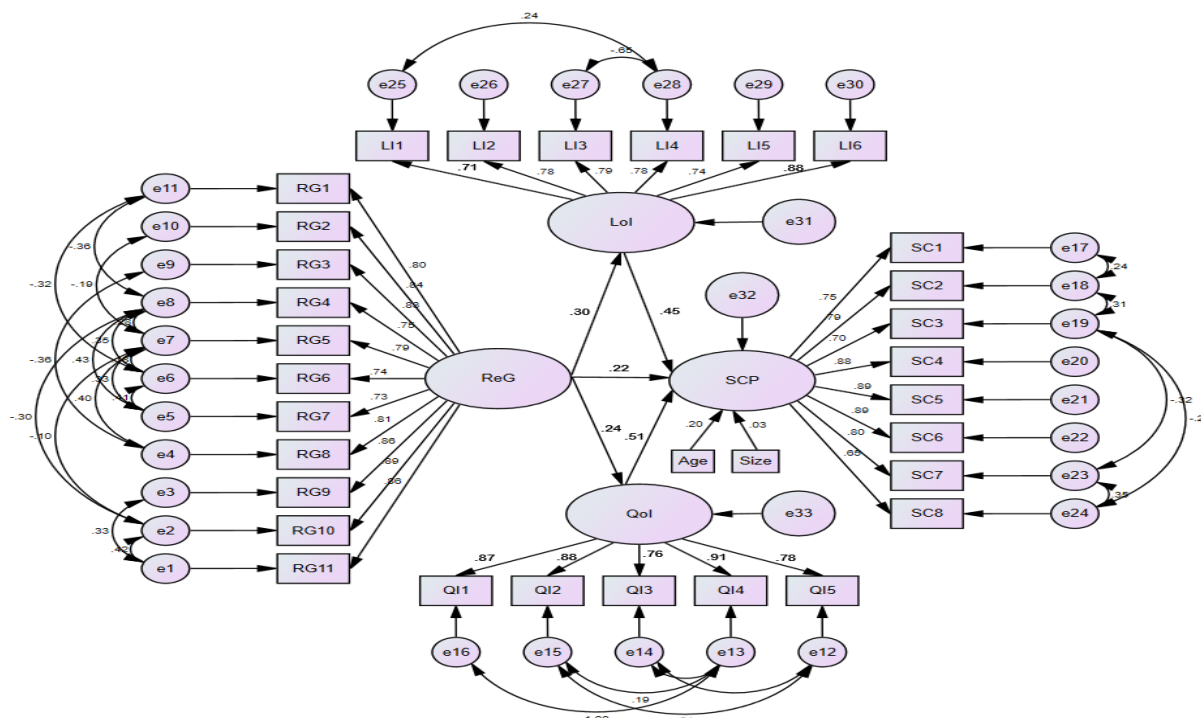 .24
-.65
e25 e26 e27 e28 e29 e30
LI1 LI2 LI3 LI4 LI5 LI6
.71 .78 .79 .78 .74 .88
LoI e31
e11 RG1
e10 RG2
e9 RG3
e8 RG4
e7 RG5
e6 RG6
e5 RG7
e4 RG8
e3 RG9
e2 RG10
e1 RG11
-.36
-.32
-.19
-.36
.43
.40
-.30
-.10
.33
.42
.80
.84
.75
.79
.74
.73
.81
.86
.89
.86
ReG
.30
.45
.22
.24
.51
e32
SCP
.20 .03
Age Size
.75
.79
.70
.88
.89
.89
.80
.65
SC1 e17
SC2 e18
SC3 e19
SC4 e20
SC5 e21
SC6 e22
SC7 e23
SC8 e24
.24
.31
-.32
.35
QoI e33
.87 .88 .76 .91 .78
QI1 QI2 QI3 QI4 QI5
e16 e15 e14 e13 e12
.19